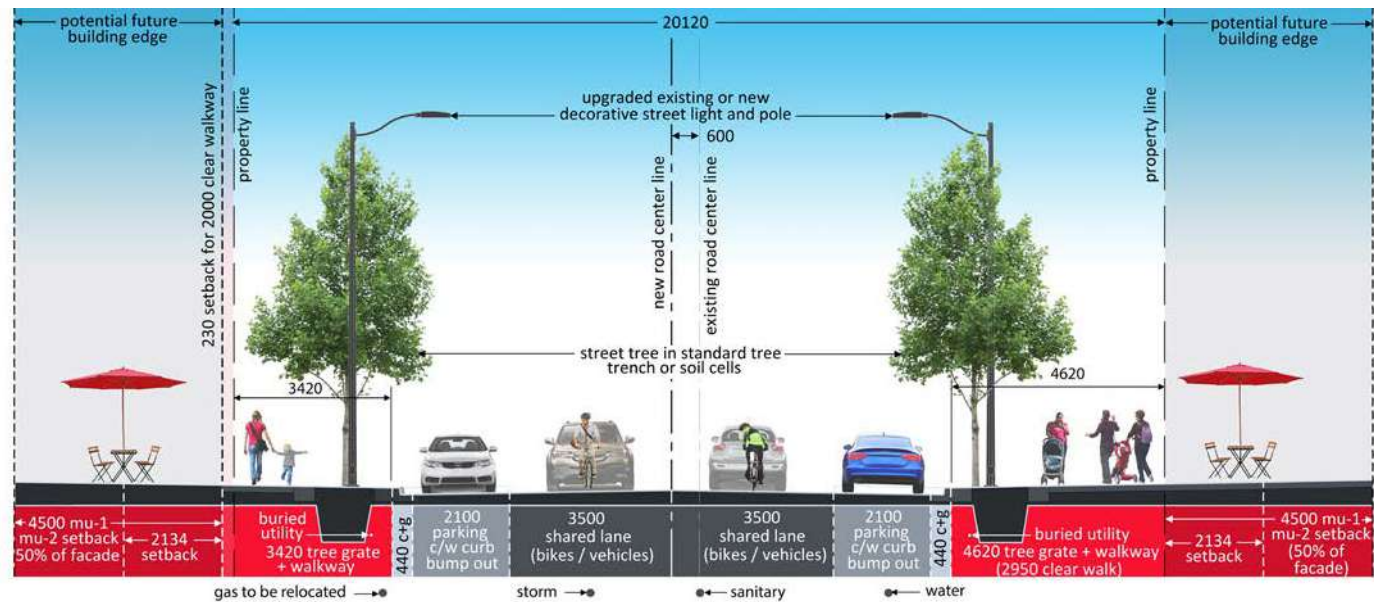 potential future
building edge
20120
potential future
building edge
230 setback for 2000 clear walkway
property line
upgraded existing or new
decorative street light and pole
600
new road center line
existing road center line
property line
street tree in standard tree
trench or soil cells
3420
4620
4500 mu-1
mu-2 setback
50% of facade)
2134
setback
buried
utility
3420 tree grate
+ walkway
440 c+g
2100
parking
c/w curb
bump out
3500
shared lane
(bikes / vehicles)
3500
shared lane
(bikes / vehicles)
2100
parking
c/w curb
bump out
440 c+g
buried utility
4620 tree grate + walkway
(2950 clear walk)
2134
setback
4500 mu-1
mu-2 setback
(50% of
facade)
gas to be relocated
storm
sanitary
water